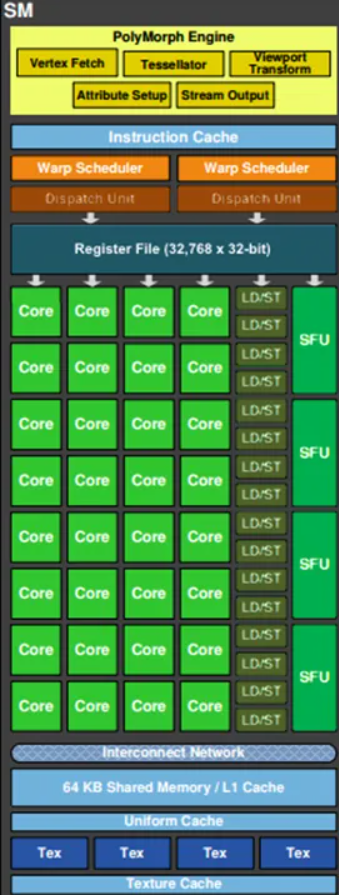 SM
PolyMorph Engine
Vertex Fetch Tessellator Viewport Transform
Attribute Setup Stream Output
Instruction Cache
Warp Scheduler Warp Scheduler
Dispatch Unit Dispatch Unit
Register File (32,768 x 32-bit)
Core Core Core Core LD/ST SFU
LD/ST
Core Core Core Core LD/ST
LD/ST
Core Core Core Core LD/ST SFU
LD/ST
Core Core Core Core LD/ST
LD/ST
Core Core Core Core LD/ST SFU
LD/ST
Core Core Core Core LD/ST
LD/ST
Core Core Core Core LD/ST SFU
LD/ST
Core Core Core Core LD/ST
LD/ST
Interconnect Network
64 KB Shared Memory / L1 Cache
Uniform Cache
Tex Tex Tex Tex
Texture Cache